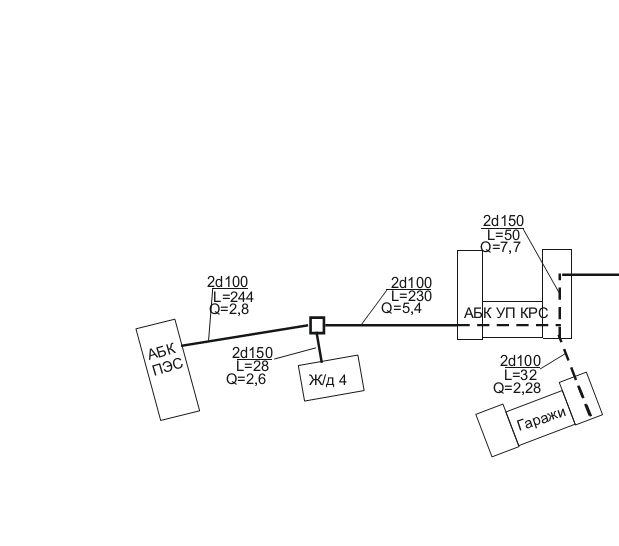 2d150
L=50
Q=7,7
2d100
L=244
Q=2,8
2d100
L=230
Q=5,4
АБК УП КРС
АБК
ПЭС
2d150
L=28
Q=2,6
Ж/д 4
2d100
L=32
Q=2,28
Гаражи